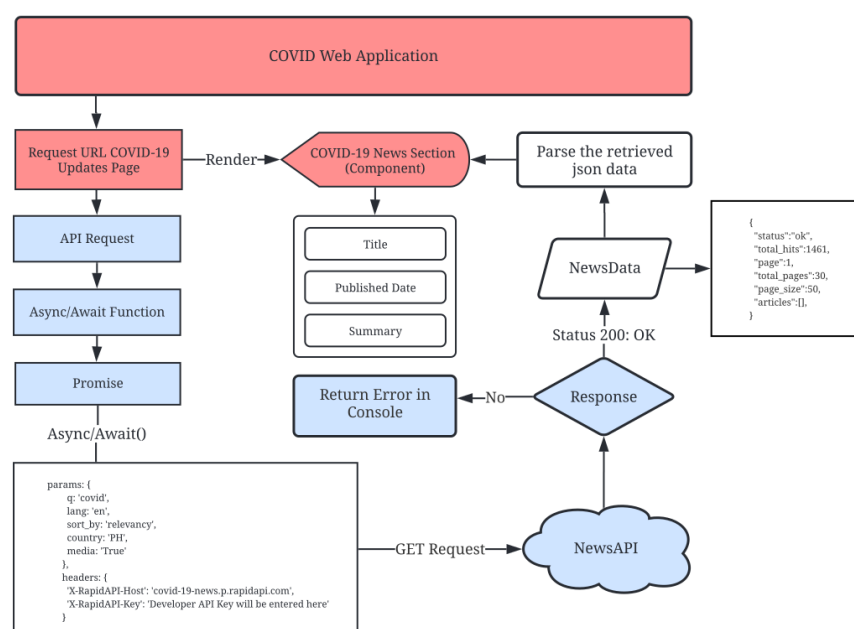 COVID Web Application
Request URL COVID-19
Updates Page
Render
COVID-19 News Section
(Component)
Parse the retrieved
json data
API Request
Title
Published Date
Summary
NewsData
{
"status":"ok",
"total_hits":1461,
"page":1,
"total_pages":30,
"page_size":50,
"articles":[],
}
Async/Await Function
Status 200: OK
Promise
Return Error in
Console
No
Response
Async/Await()
params: {
q: 'covid',
lang: 'en',
sort_by: 'relevancy',
country: 'PH',
media: 'True'
},
headers: {
'X-RapidAPI-Host': 'covid-19-news.p.rapidapi.com',
'X-RapidAPI-Key': 'Developer API Key will be entered here'
}
GET Request
NewsAPI